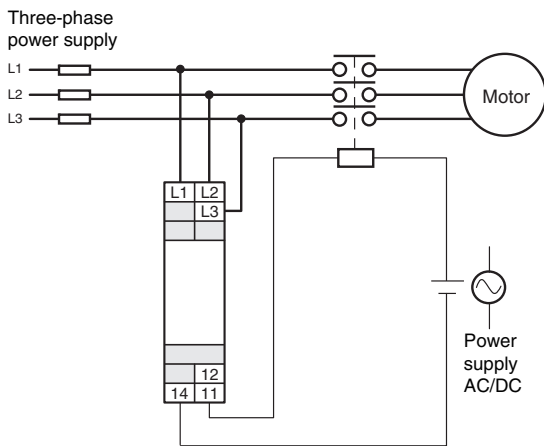 Three-phase
power supply
L1
L2
L3
Motor
L1 L2
L3
Power
supply
AC/DC
12
14 11